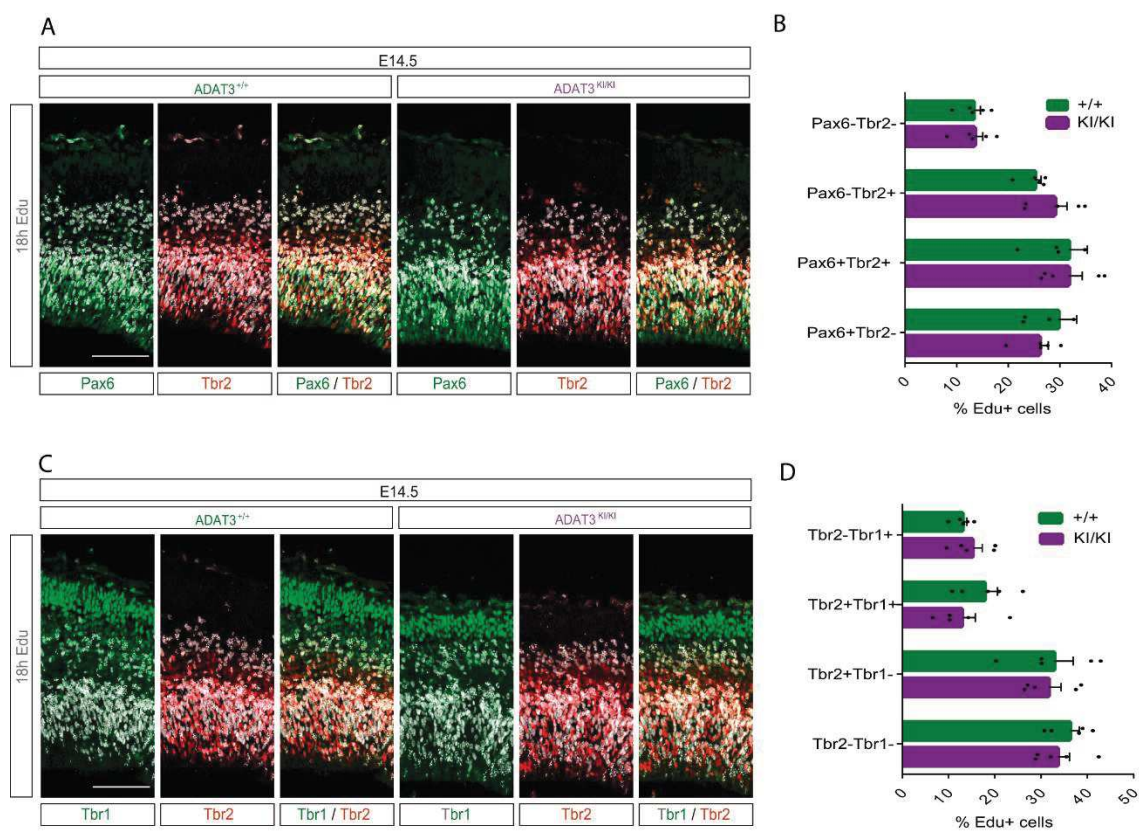 A
E14.5
ADAT3+/+ ADAT3KI/KI
18h Edu
Pax6 Tbr2 Pax6 / Tbr2 Pax6 Tbr2 Pax6 / Tbr2
B
+/+
KI/KI
Pax6-Tbr2-
Pax6-Tbr2+
Pax6+Tbr2+
Pax6+Tbr2-
0 10 20 30 40
% Edu+ cells
C
E14.5
ADAT3+/+ ADAT3KI/KI
18h Edu
Tbr1 Tbr2 Tbr1 / Tbr2 Tbr1 Tbr2 Tbr1 / Tbr2
D
+/+
KI/KI
Tbr2-Tbr1+
Tbr2+Tbr1+
Tbr2+Tbr1-
Tbr2-Tbr1-
0 10 20 30 40 50
% Edu+ cells